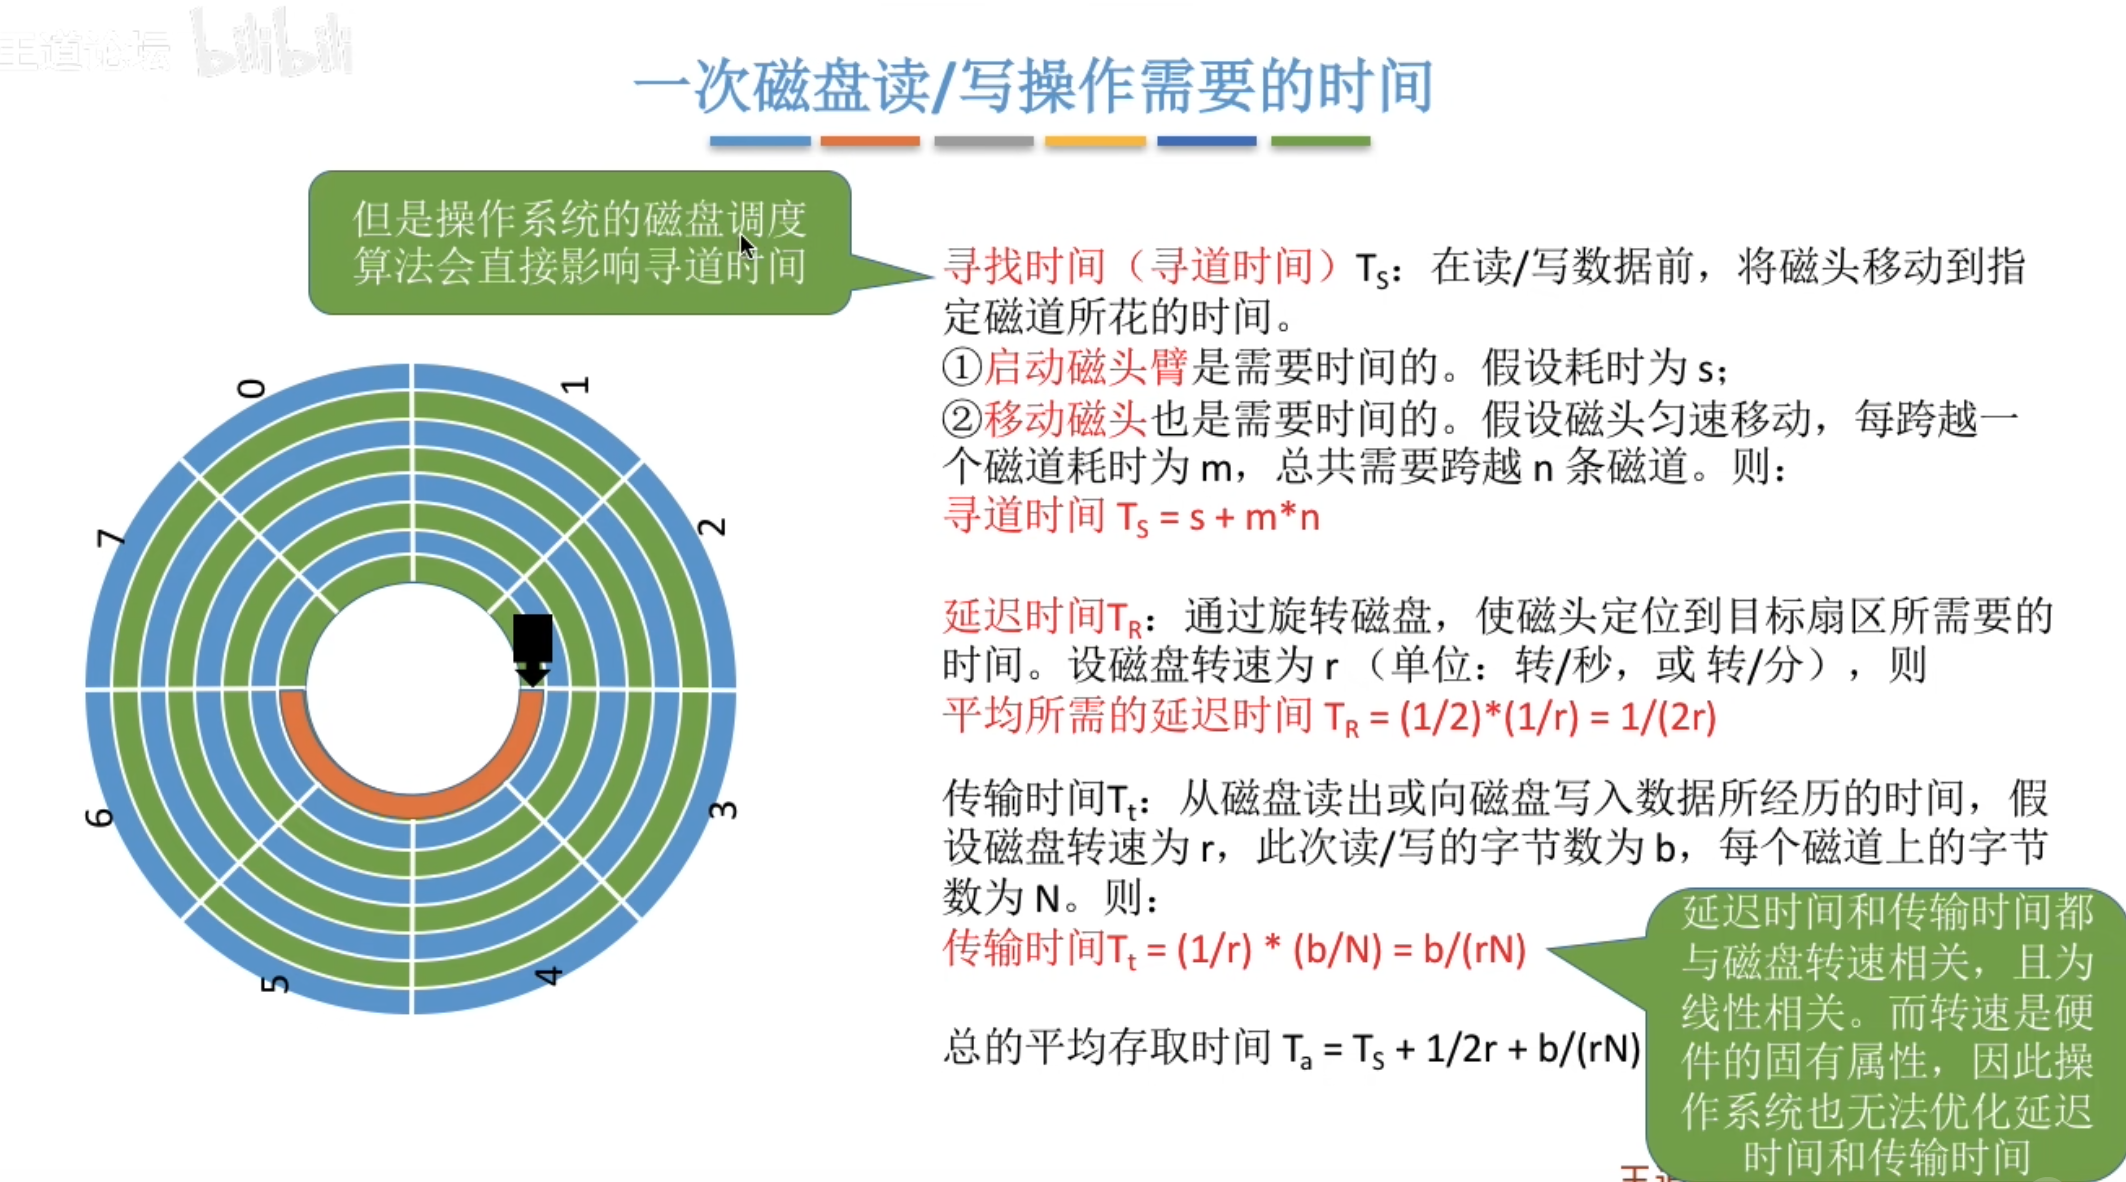 王道论坛 bilibili
一次磁盘读/写操作需要的时间
但是操作系统的磁盘调度
算法会直接影响寻道时间
寻找时间（寻道时间）TS：在读/写数据前，将磁头移动到指
定磁道所花的时间。
①启动磁头臂是需要时间的。假设耗时为 s；
②移动磁头也是需要时间的。假设磁头匀速移动，每跨越一
个磁道耗时为 m，总共需要跨越 n 条磁道。则：
寻道时间 TS = s + m*n
延迟时间TR：通过旋转磁盘，使磁头定位到目标扇区所需要的
时间。设磁盘转速为 r （单位：转/秒，或 转/分），则
平均所需的延迟时间 TR = (1/2)*(1/r) = 1/(2r)
传输时间Tt：从磁盘读出或向磁盘写入数据所经历的时间，假
设磁盘转速为 r，此次读/写的字节数为 b，每个磁道上的字节
数为 N。则：
传输时间Tt = (1/r) * (b/N) = b/(rN)
总的平均存取时间 Ta = TS + 1/2r + b/(rN)
延迟时间和传输时间都
与磁盘转速相关，且为
线性相关。而转速是硬
件的固有属性，因此操
作系统也无法优化延迟
时间和传输时间
0
1
2
3
4
5
6
7